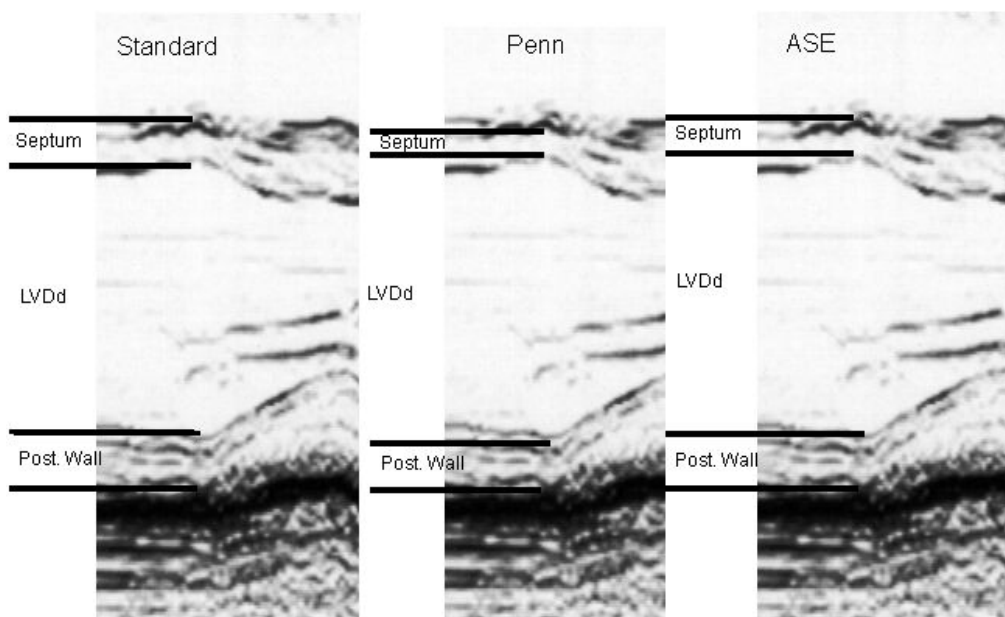 Standard
Penn
ASE
Septum
Septum
Septum
LVDd
LVDd
LVDd
Post. Wall
Post. Wall
Post. Wall